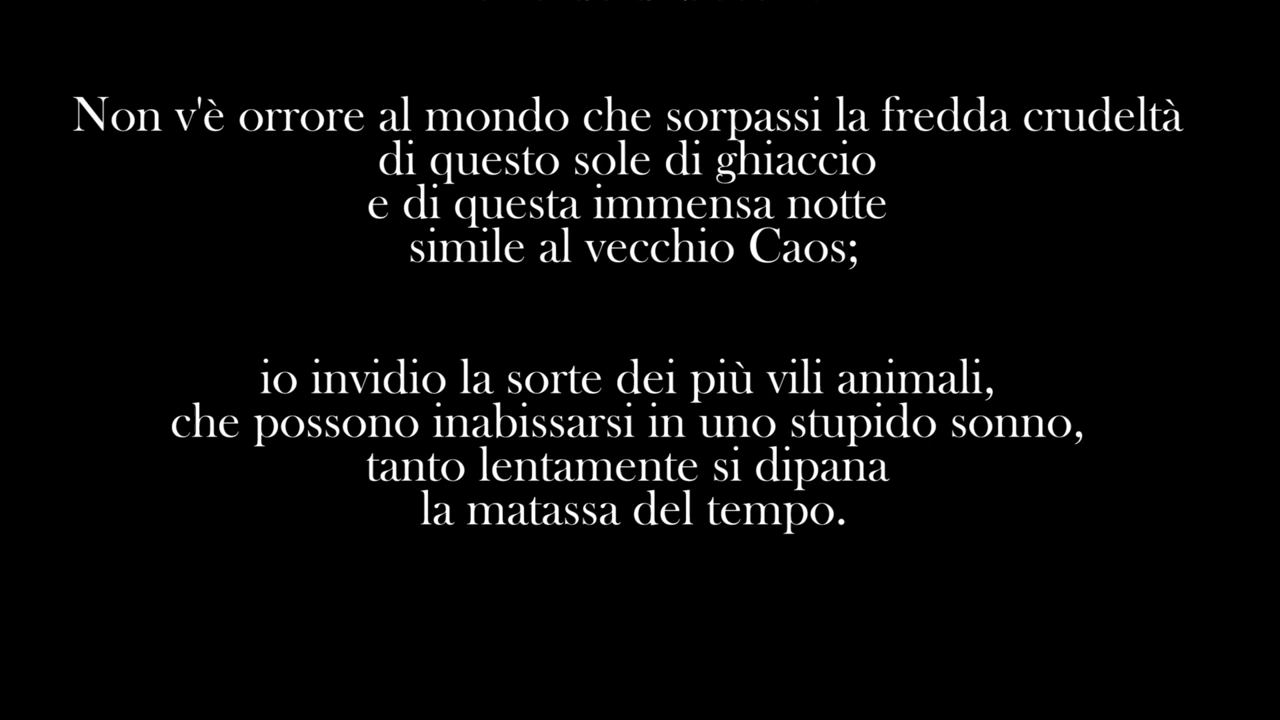 Non v'è orrore al mondo che sorpassi la fredda crudeltà
di questo sole di ghiaccio
e di questa immensa notte
simile al vecchio Caos;
io invidio la sorte dei più vili animali,
che possono inabissarsi in uno stupido sonno,
tanto lentamente si dipana
la matassa del tempo.